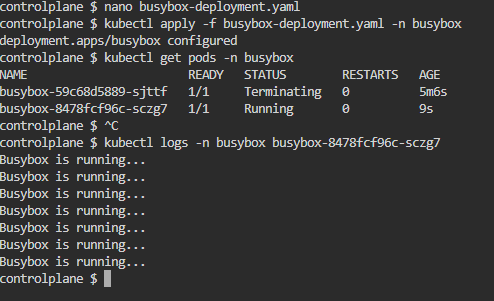 controlplane $ nano busybox-deployment.yaml
controlplane $ kubectl apply -f busybox-deployment.yaml -n busybox
deployment.apps/busybox configured
controlplane $ kubectl get pods -n busybox
NAME                       READY   STATUS        RESTARTS   AGE
busybox-59c68d5889-sjttf   1/1     Terminating   0          5m6s
busybox-8478fcf96c-sczg7   1/1     Running       0          9s
controlplane $ ^C
controlplane $ kubectl logs -n busybox busybox-8478fcf96c-sczg7
Busybox is running...
Busybox is running...
Busybox is running...
Busybox is running...
Busybox is running...
Busybox is running...
Busybox is running...
controlplane $